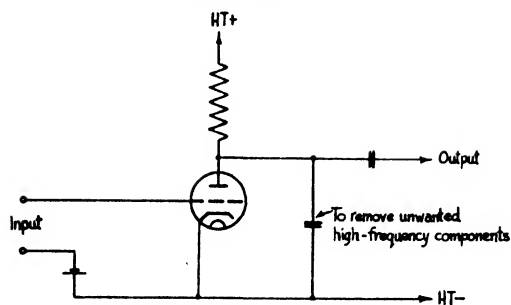 HT+
Output
To remove unwanted
high-frequency components
Input
HT-